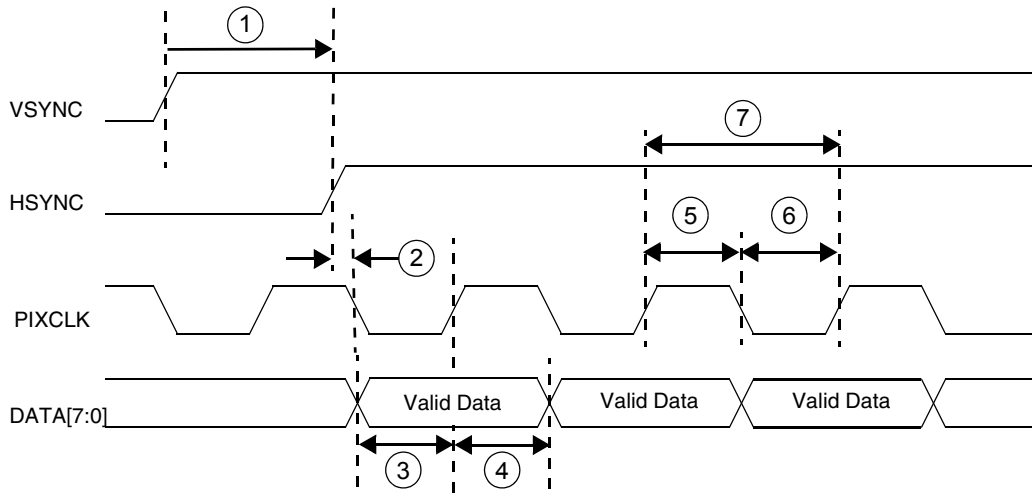 1
VSYNC
7
HSYNC
5
6
2
PIXCLK
DATA[7:0]
Valid Data
Valid Data
Valid Data
3
4